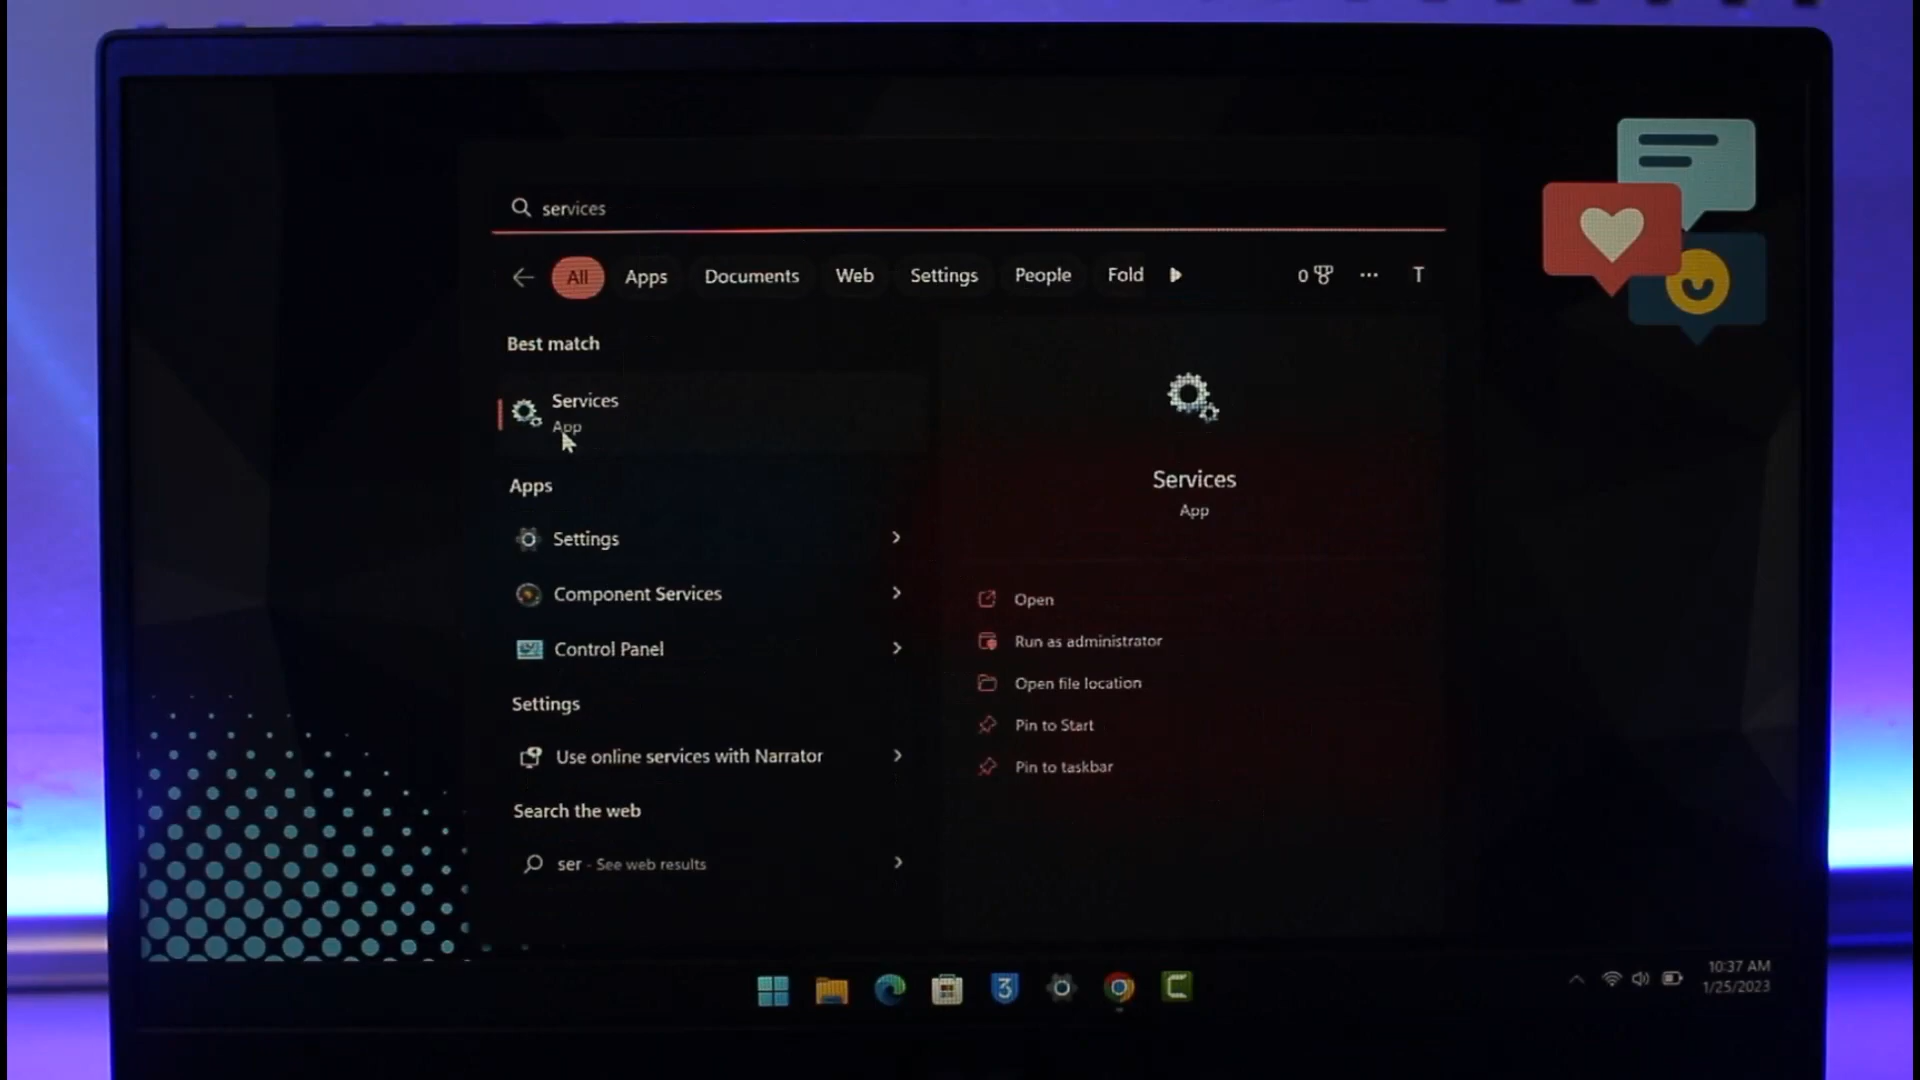 services
All Apps Documents Web Settings People Fold 0 ... T
Best match
Services
App
Services
App
Apps
Settings
Component Services
Control Panel
Settings
Use online services with Narrator
Search the web
ser - See web results
Open
Run as administrator
Open file location
Pin to Start
Pin to taskbar
3
C
10:37 AM
1/25/2023